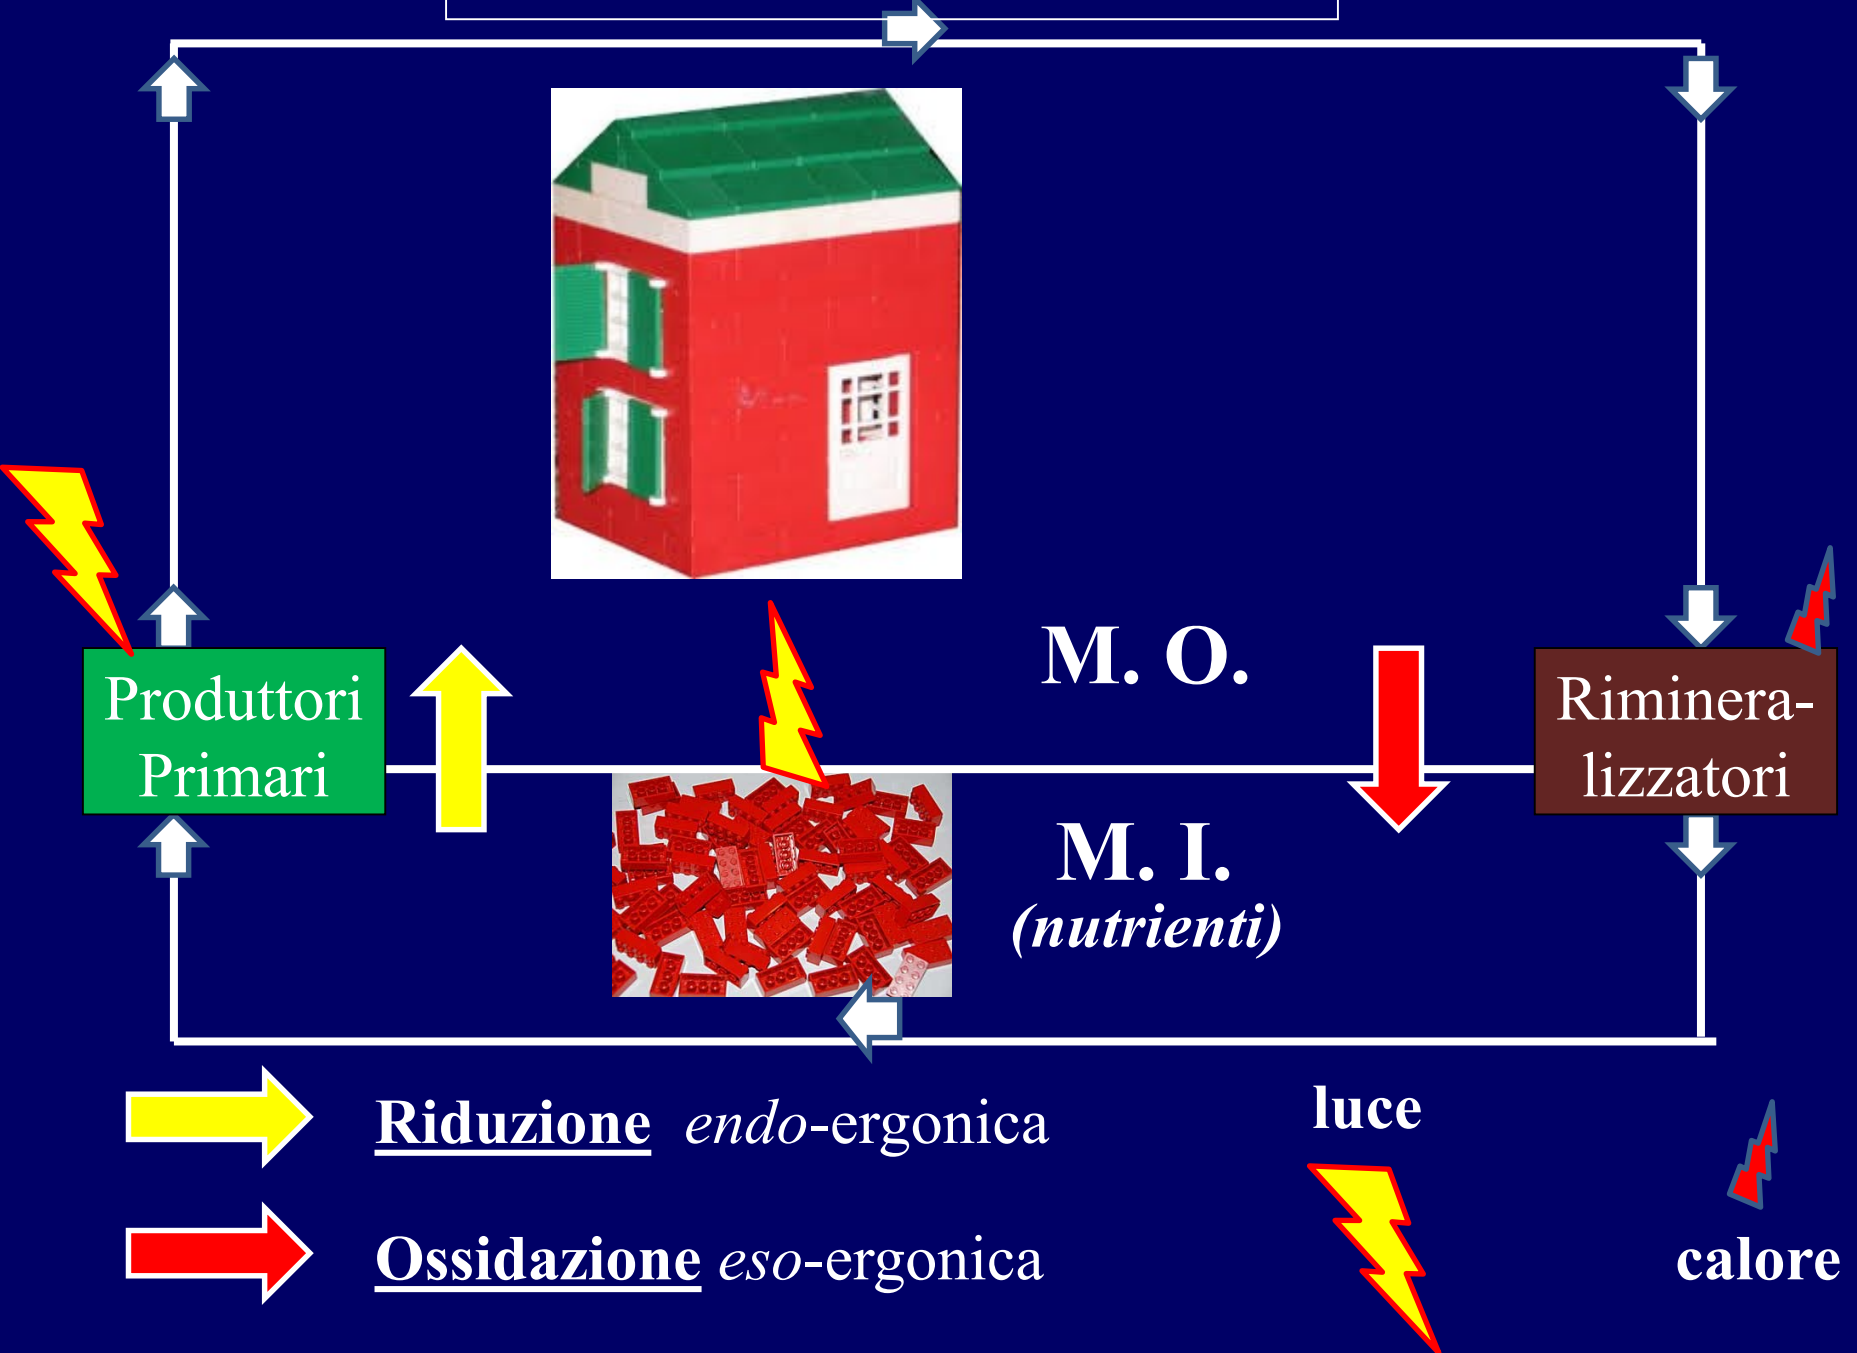 M. O.
Produttori
Primari
Riminera-
lizzatori
M. I.
(nutrienti)
Riduzione endo-ergonica
luce
Ossidazione eso-ergonica
calore